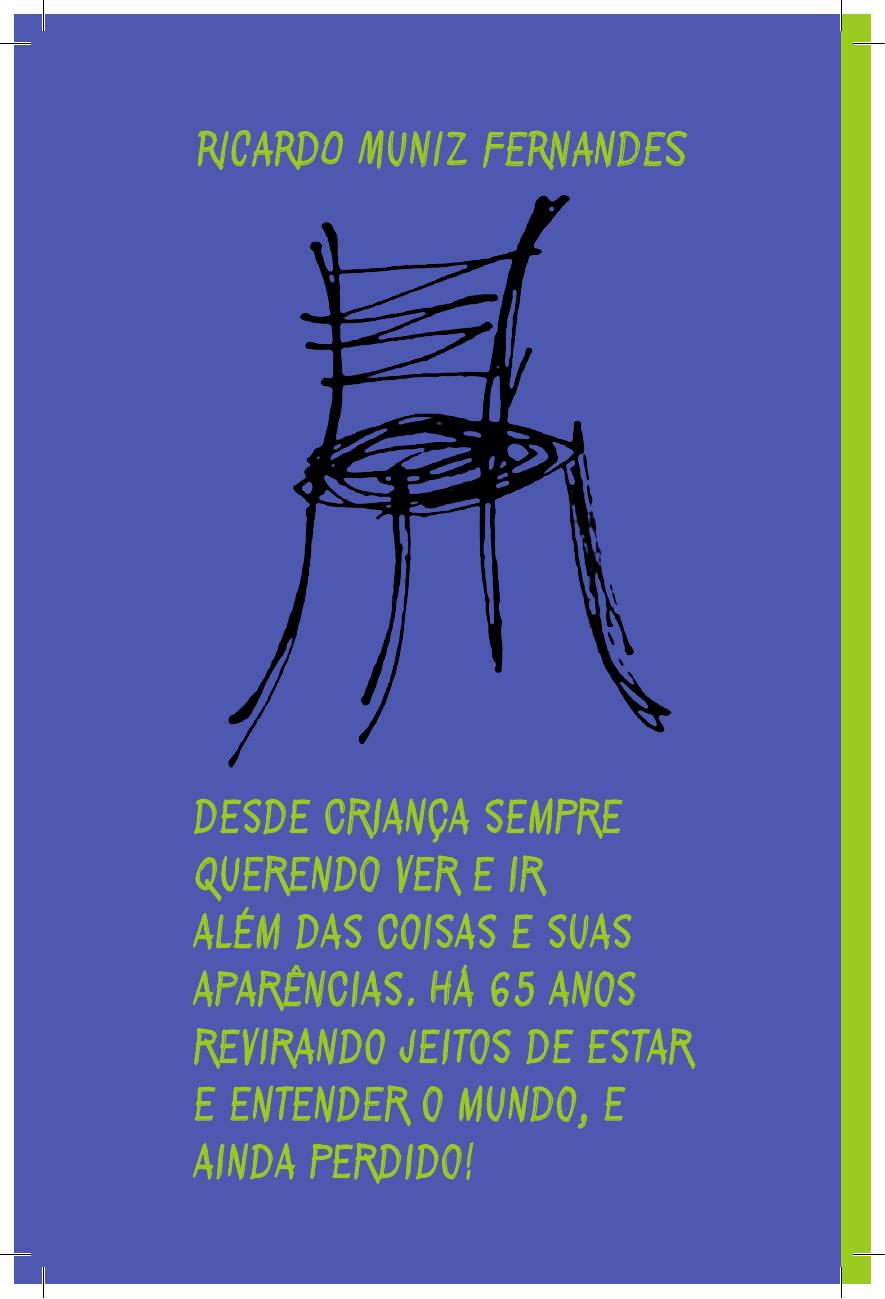 RICARDO MUNIZ FERNANDES
DESDE CRIANÇA SEMPRE
QUERENDO VER E IR
ALÉM DAS COISAS E SUAS
APARÊNCIAS. HÁ 65 ANOS
REVIRANDO JEITOS DE ESTAR
E ENTENDER O MUNDO, E
AINDA PERDIDO!